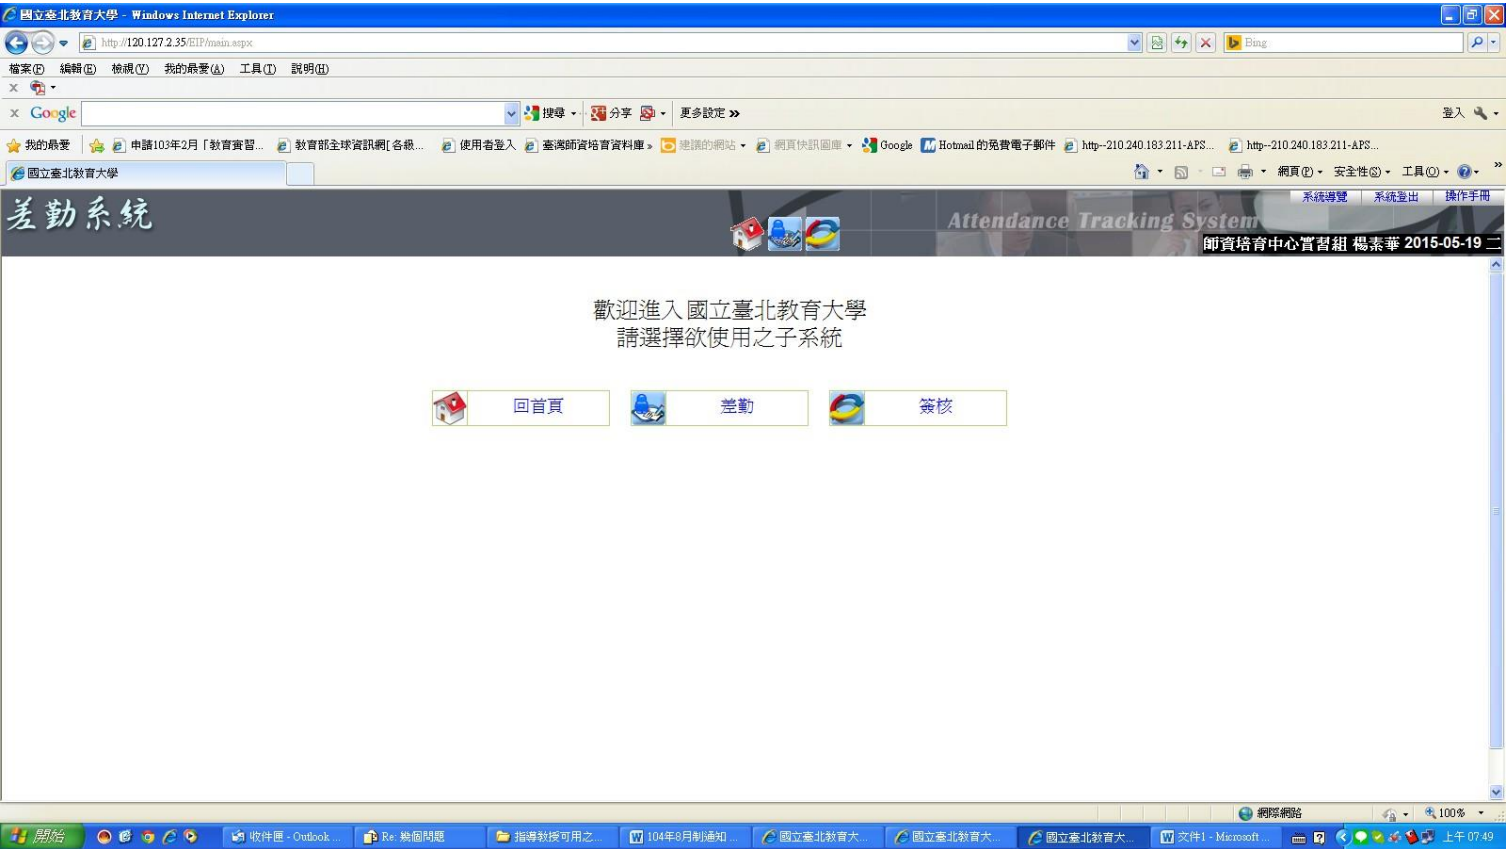 國立臺北教育大學 - Windows Internet Explorer
http://120.127.2.35/EIP/main.aspx
Bing
檔案(F) 編輯(E) 檢視(V) 我的最愛(A) 工具(T) 說明(H)
x
x Google 搜尋 分享 更多設定 » 登入
我的最愛 申請103年2月「教育實習... 教育部全球資訊網[各級... 使用者登入 臺灣師資培育資料庫 » 建議的網站 網頁快訊圖庫 Google Hotmail 的免費電子郵件 http--210.240.183.211-APS... http--210.240.183.211-APS...
國立臺北教育大學 網頁(P) 安全性(S) 工具(O) »
系統導覽 系統登出 操作手冊
差勤系統 Attendance Tracking System
師資培育中心實習組 楊素華 2015-05-19 二
歡迎進入國立臺北教育大學
請選擇欲使用之子系統
回首頁 差勤 簽核
網際網路 100%
開始 收件匣 - Outlook ... Re: 幾個問題 指導教授可用之... 104年8月制通知 ... 國立臺北教育大... 國立臺北教育大... 國立臺北教育大... 文件1 - Microsoft ... 上午 07:49